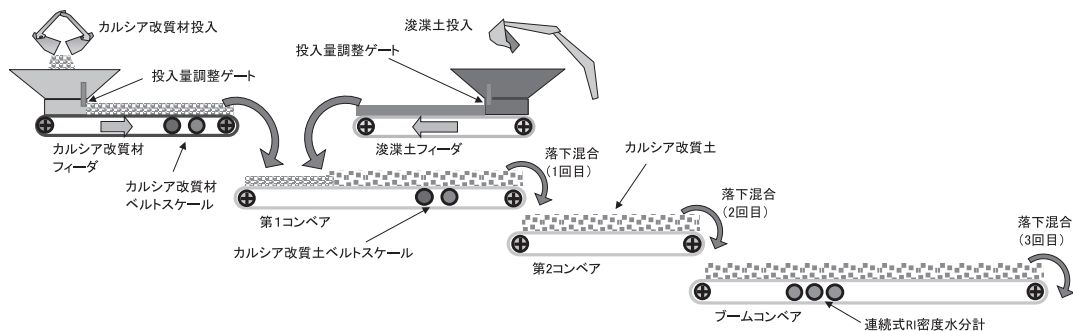 カルシア改質材投入
浚渫土投入
投入量調整ゲート
投入量調整ゲート
カルシア改質材
フィーダ
浚渫土フィーダ
カルシア改質材
ベルトスケール
落下混合
(1回目)
カルシア改質土
第1コンベア
カルシア改質土ベルトスケール
落下混合
(2回目)
第2コンベア
落下混合
(3回目)
ブームコンベア
連続式RI密度水分計